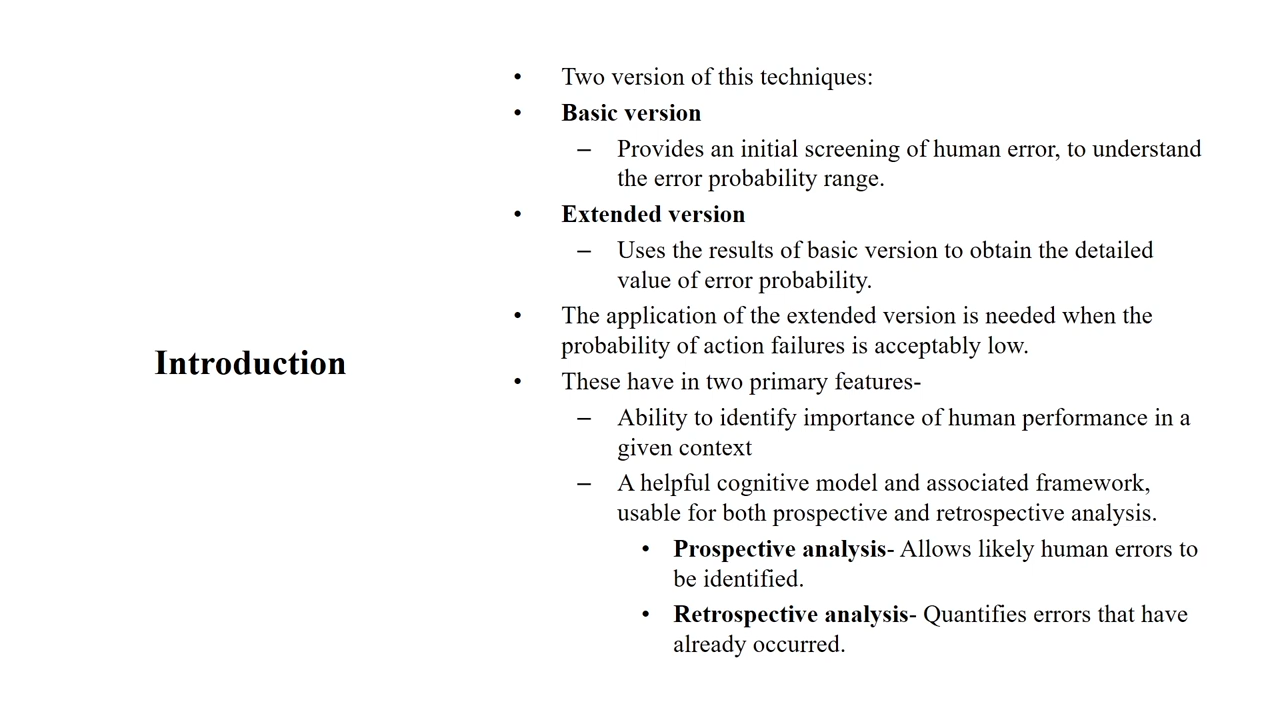 Introduction
• Two version of this techniques:
• Basic version
– Provides an initial screening of human error, to understand
the error probability range.
• Extended version
– Uses the results of basic version to obtain the detailed
value of error probability.
• The application of the extended version is needed when the
probability of action failures is acceptably low.
• These have in two primary features-
– Ability to identify importance of human performance in a
given context
– A helpful cognitive model and associated framework,
usable for both prospective and retrospective analysis.
• Prospective analysis- Allows likely human errors to
be identified.
• Retrospective analysis- Quantifies errors that have
already occurred.